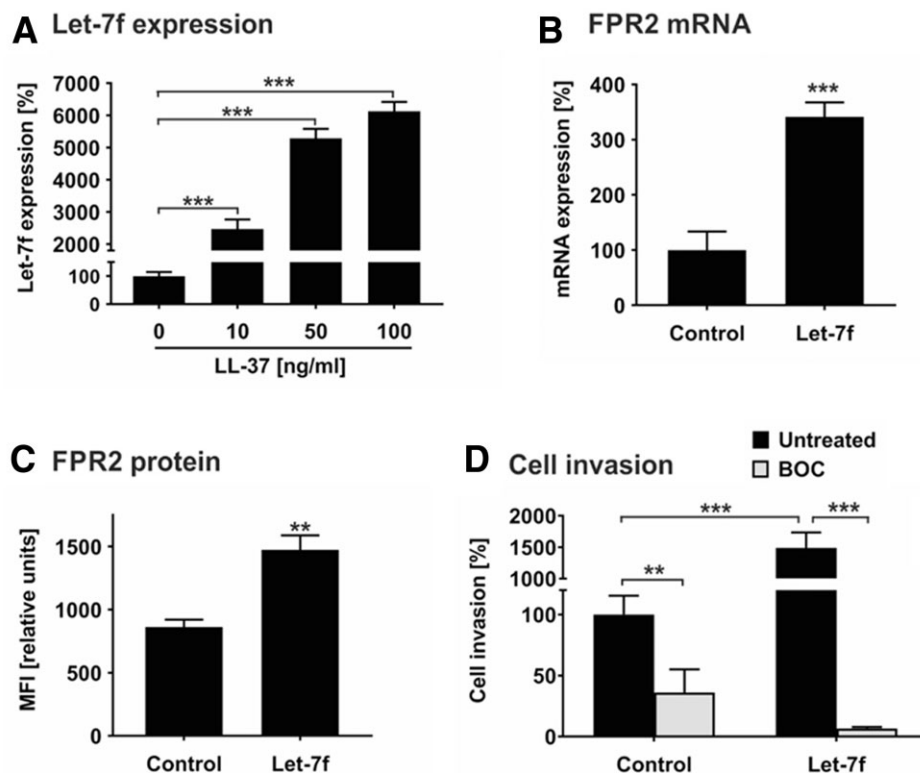 A Let-7f expression
Let-7f expression [%]
7000
6000
5000
4000
3000
2000
100
0
***
***
***
0 10 50 100
LL-37 [ng/ml]
B FPR2 mRNA
mRNA expression [%]
400
300
200
100
0
***
Control Let-7f
C FPR2 protein
MFI [relative units]
1500
1000
500
0
**
Control Let-7f
D Cell invasion
Untreated
BOC
Cell invasion [%]
2000
1500
1000
100
50
0
*** ***
**
Control Let-7f